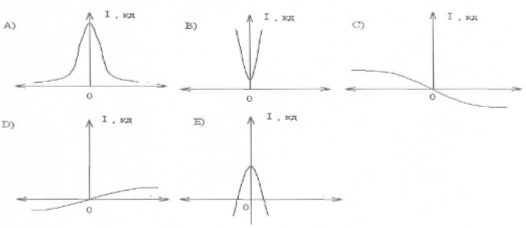 A) I , кд
0
B) I , кд
0
C) I , кд
0
D) I , кд
0
E) I , кд
0